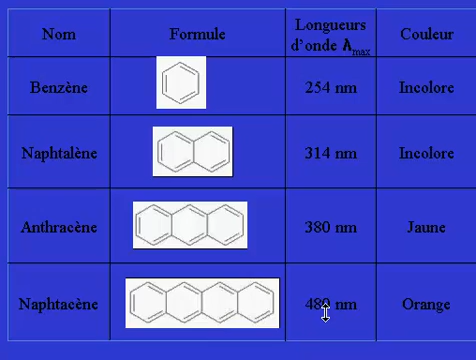 Nom Formule Longueurs d'onde λmax Couleur
Benzène 254 nm Incolore
Naphtalène 314 nm Incolore
Anthracène 380 nm Jaune
Naphtacène 480 nm Orange